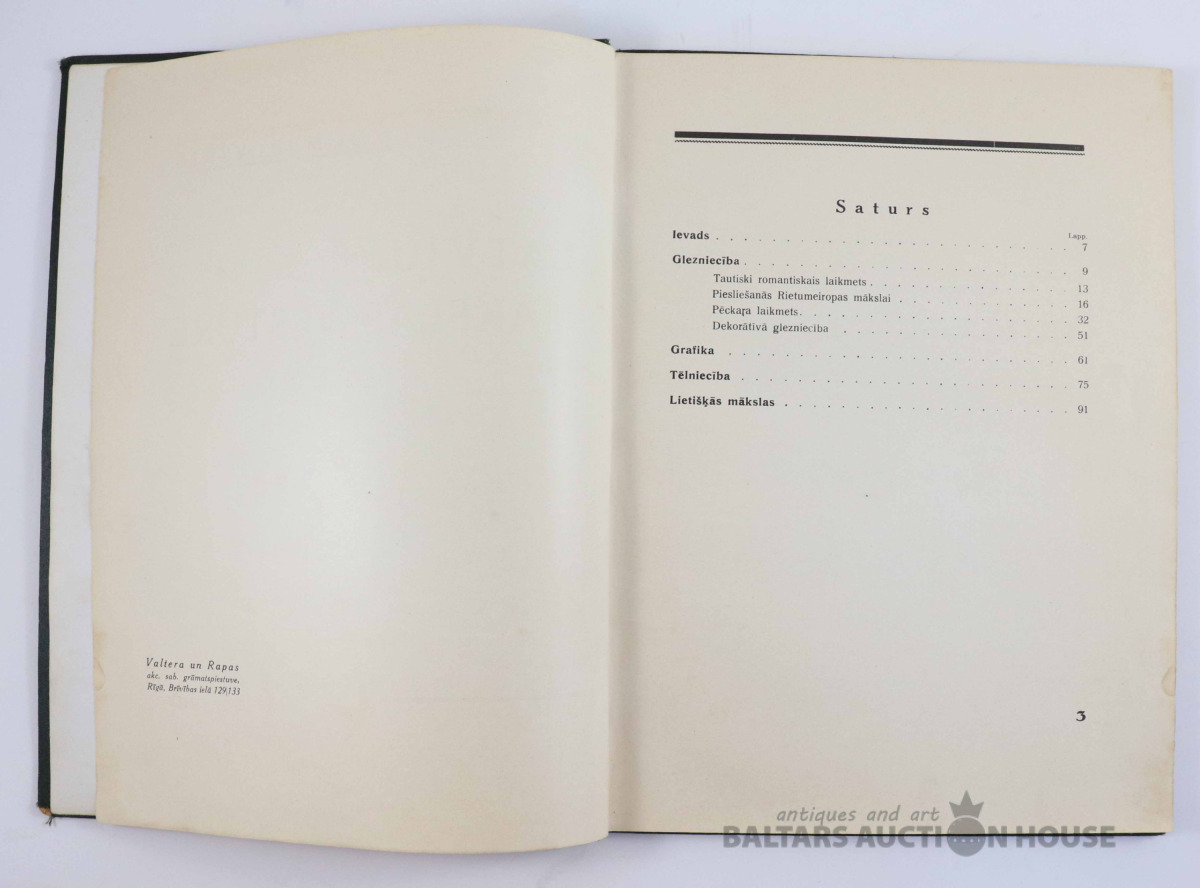 Valtera un Rapas
akc. sab. grāmatspiestuve,
Rīgā, Brīvības ielā 129/133
Saturs
Lapp.
Ievads . . . . . . . . . . . . . . . . . . . . . . . . . . 7
Glezniecība . . . . . . . . . . . . . . . . . . . . . . . . 9
Tautiski romantiskais laikmets . . . . . . . . . . . . . . . 13
Piesliešanās Rietumeiropas mākslai . . . . . . . . . . . . . 16
Pēckaŗa laikmets . . . . . . . . . . . . . . . . . . . . 32
Dekorātīvā glezniecība . . . . . . . . . . . . . . . . . 51
Grafika . . . . . . . . . . . . . . . . . . . . . . . . . 61
Tēlniecība . . . . . . . . . . . . . . . . . . . . . . . . 75
Lietišķās mākslas . . . . . . . . . . . . . . . . . . . . . 91
3
antiques and art
BALTARS AUCTION HOUSE